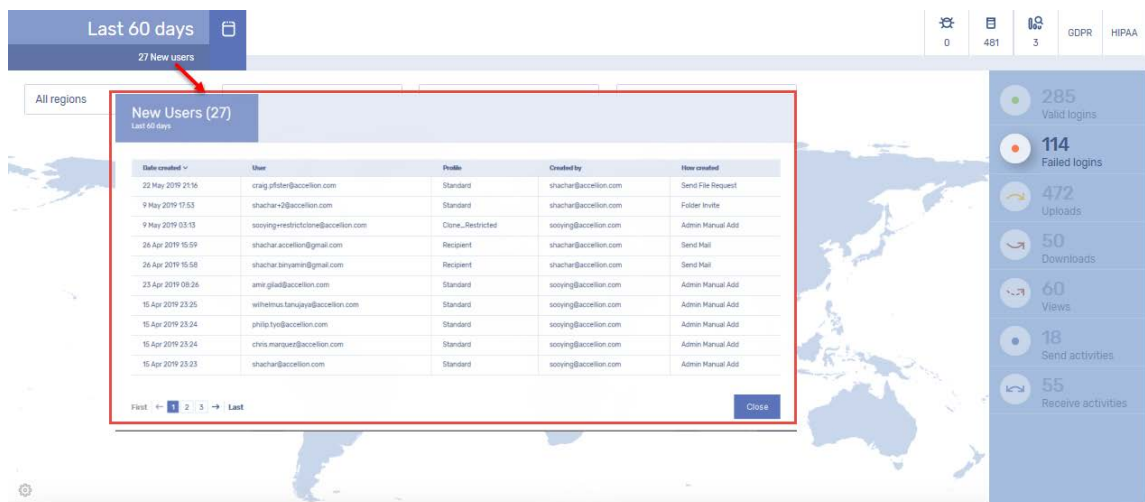 Last 60 days
27 New users
0
481
3
GDPR
HIPAA
All regions
New Users (27)
Last 60 days
Date created User Profile Created by How created
22 May 2019 21:16 craig.pfister@accellion.com Standard shachar@accellion.com Send File Request
9 May 2019 17:53 shachar+2@accellion.com Standard shachar@accellion.com Folder Invite
9 May 2019 03:13 sooying+restrictclone@accellion.com Clone_Restricted sooying@accellion.com Admin Manual Add
26 Apr 2019 15:59 shachar.accellion@gmail.com Recipient shachar@accellion.com Send Mail
26 Apr 2019 15:58 shachar.binyamin@gmail.com Recipient shachar@accellion.com Send Mail
23 Apr 2019 08:26 amir.gilad@accellion.com Standard sooying@accellion.com Admin Manual Add
15 Apr 2019 23:25 wilhelmus.tanujaya@accellion.com Standard sooying@accellion.com Admin Manual Add
15 Apr 2019 23:24 philip.tyo@accellion.com Standard sooying@accellion.com Admin Manual Add
15 Apr 2019 23:24 chris.marquez@accellion.com Standard sooying@accellion.com Admin Manual Add
15 Apr 2019 23:23 shachar@accellion.com Standard sooying@accellion.com Admin Manual Add
First ← 1 2 3 → Last
Close
285
Valid logins
114
Failed logins
472
Uploads
50
Downloads
60
Views
18
Send activities
55
Receive activities